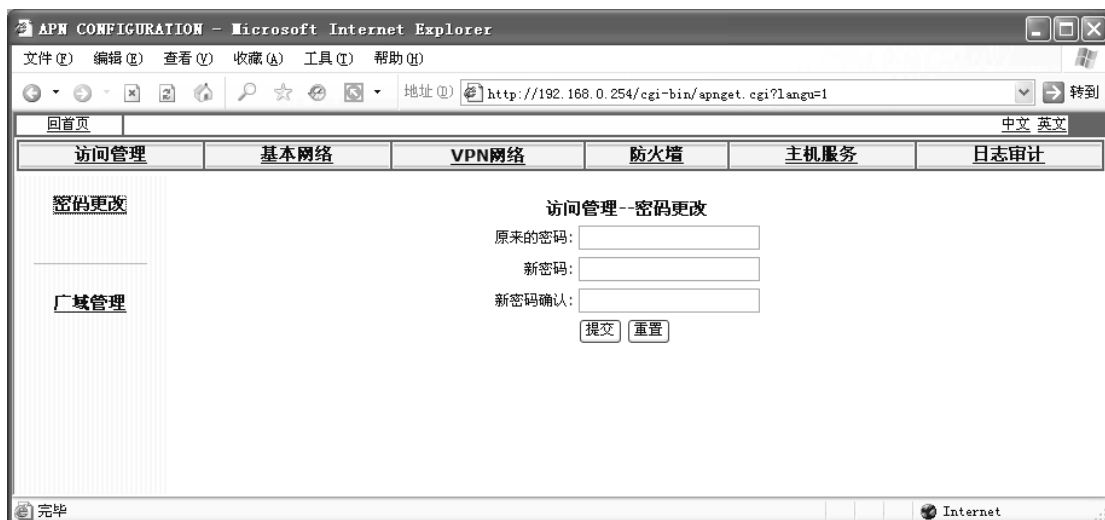 APN CONFIGURATION - Microsoft Internet Explorer
文件(F) 编辑(E) 查看(V) 收藏(A) 工具(T) 帮助(H)
地址(D) http://192.168.0.254/cgi-bin/apnget.cgi?langu=1 转到
回首页 中文 英文
访问管理 基本网络 VPN网络 防火墙 主机服务 日志审计
密码更改
广域管理
访问管理--密码更改
原来的密码:
新密码:
新密码确认:
提交 重置
完毕 Internet